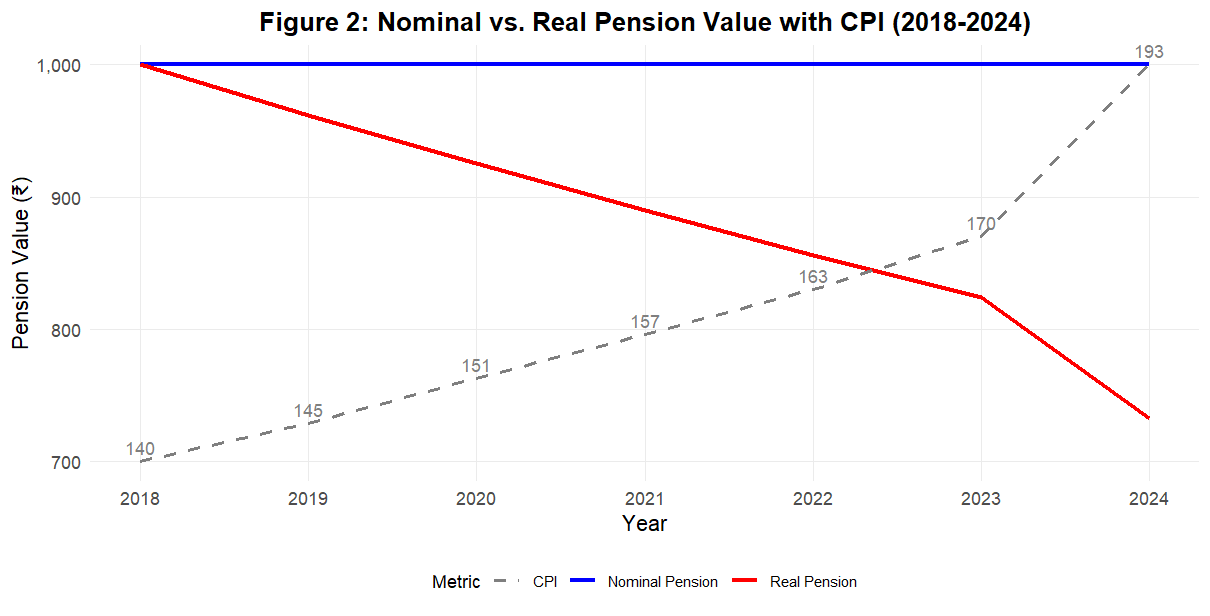 Figure 2: Nominal vs. Real Pension Value with CPI (2018-2024)
193
1,000
900
170
163
800
157
151
145
140
700
Pension Value (₹)
2018 2019 2020 2021 2022 2023 2024
Year
Metric CPI Nominal Pension Real Pension